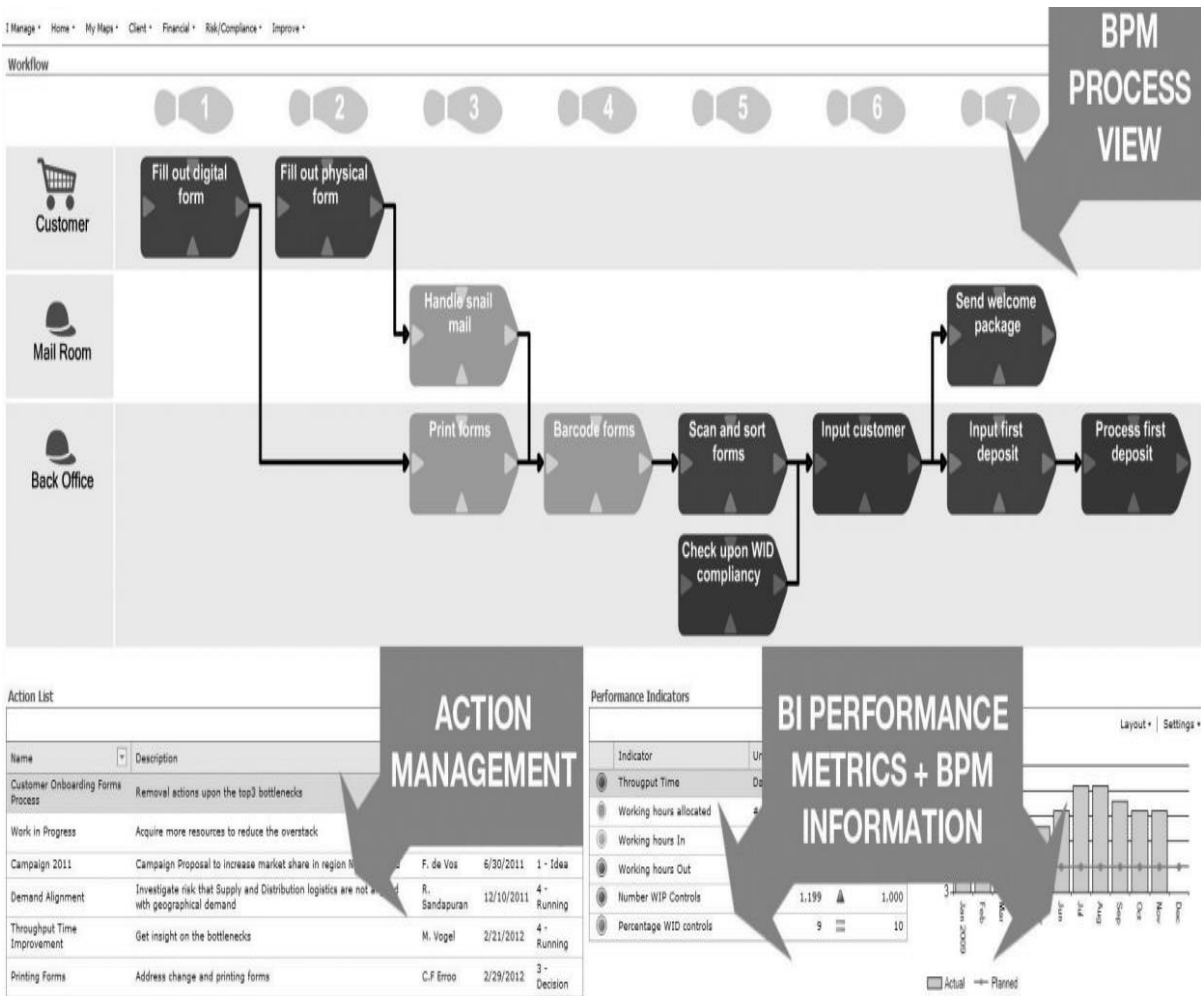 I Manage Home My Maps Client Financial Risk/Compliance Improve
BPM
PROCESS
VIEW
Workflow
1 2 3 4 5 6 7
Customer
Fill out digital
form
Fill out physical
form
Mail Room
Handle snail
mail
Send welcome
package
Back Office
Print forms
Barcode forms
Scan and sort
forms
Input customer
Input first
deposit
Process first
deposit
Check upon WID
compliancy
Action List
ACTION
MANAGEMENT
Name Description
Customer Onboarding Forms
Process
Removal actions upon the top3 bottlenecks
Work in Progress Acquire more resources to reduce the overstack
Campaign 2011 Campaign Proposal to increase market share in region F. de Vos 6/30/2011 1 - Idea
Demand Alignment
Investigate risk that Supply and Distribution logistics are not
with geographical demand
R.
Sandapuran
12/10/2011
4 -
Running
Throughput Time
Improvement
Get insight on the bottlenecks M. Vogel 2/21/2012
4 -
Running
Printing Forms Address change and printing forms C.F Erroo 2/29/2012
3 -
Decision
Performance Indicators
BI PERFORMANCE
METRICS + BPM
INFORMATION
Layout Settings
Indicator
Througput Time
Working hours allocated
Working hours In
Working hours Out
Number WIP Controls 1,199 1,000
Percentage WID controls 9 10
3
Jan 2009
Feb
Mar
Jun
Jul
Aug
Sep
Oct
Nov
Dec
Actual Planned